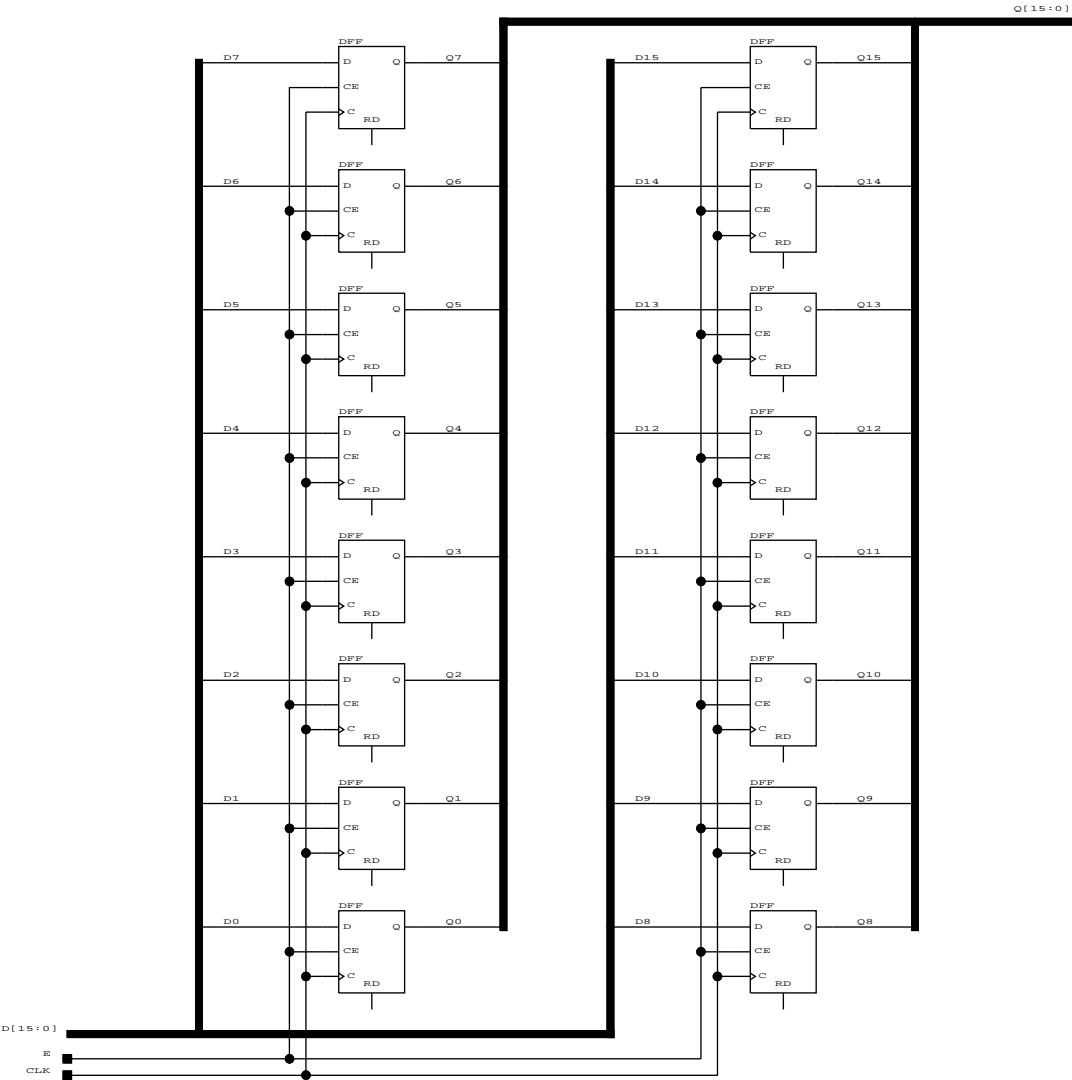 Q[15:0]
DFF DFF
D7 D Q Q7 D15 D Q Q15
CE CE
C C
RD RD
DFF DFF
D6 D Q Q6 D14 D Q Q14
CE CE
C C
RD RD
DFF DFF
D5 D Q Q5 D13 D Q Q13
CE CE
C C
RD RD
DFF DFF
D4 D Q Q4 D12 D Q Q12
CE CE
C C
RD RD
DFF DFF
D3 D Q Q3 D11 D Q Q11
CE CE
C C
RD RD
DFF DFF
D2 D Q Q2 D10 D Q Q10
CE CE
C C
RD RD
DFF DFF
D1 D Q Q1 D9 D Q Q9
CE CE
C C
RD RD
DFF DFF
D0 D Q Q0 D8 D Q Q8
CE CE
C C
RD RD
D[15:0]
E
CLK